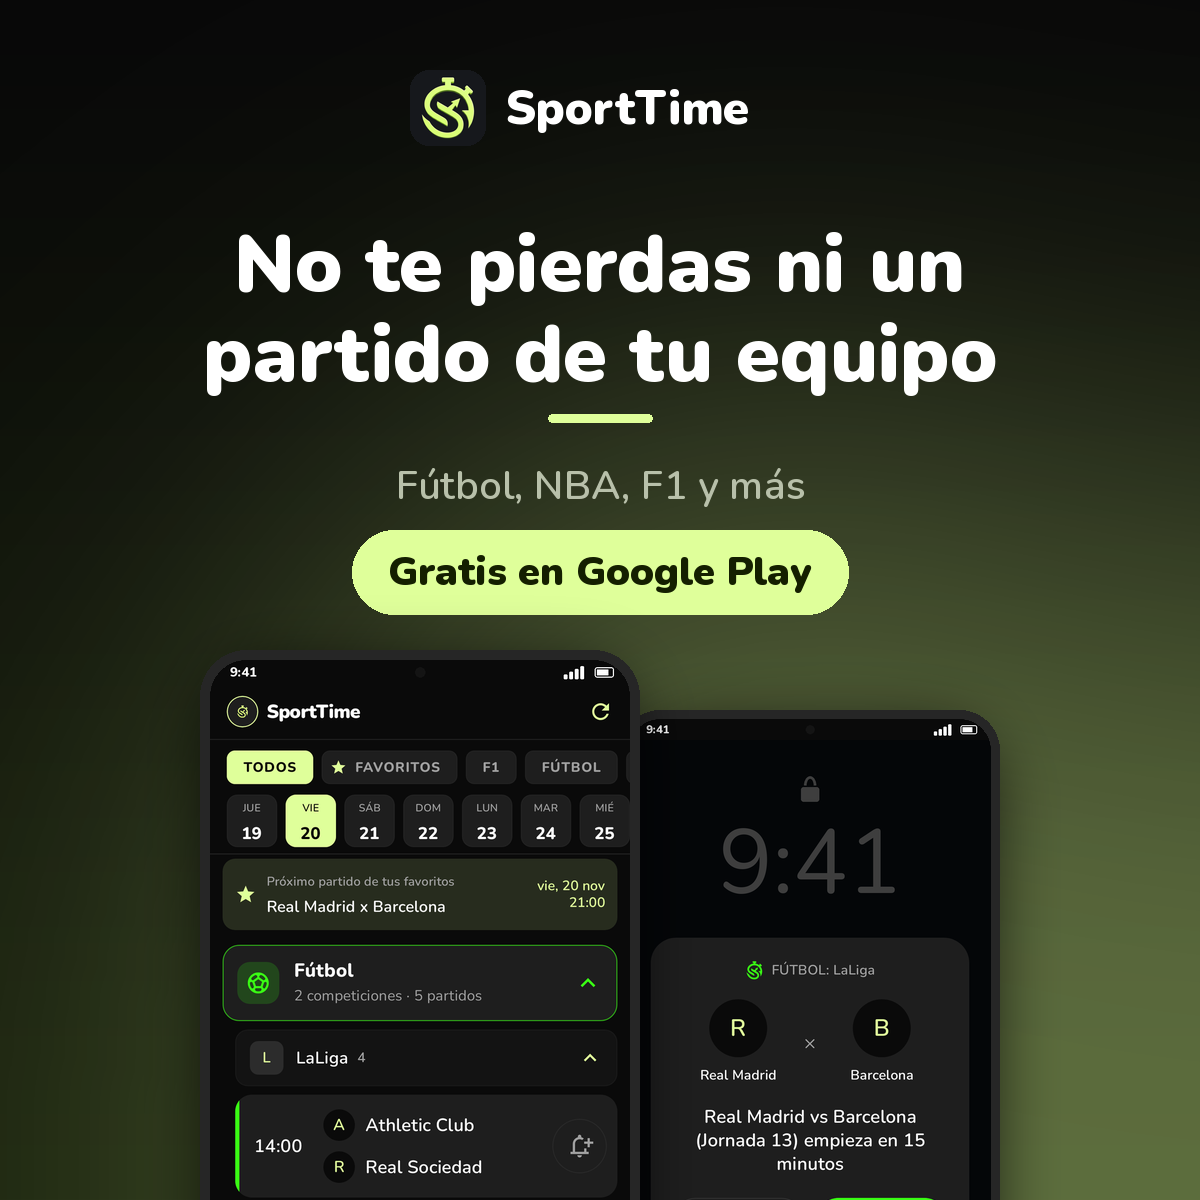 SportTime
No te pierdas ni un
partido de tu equipo
Fútbol, NBA, F1 y más
Gratis en Google Play
9:41
SportTime
TODOS
FAVORITOS
F1
FÚTBOL
JUE
19
VIE
20
SÁB
21
DOM
22
LUN
23
MAR
24
MIÉ
25
Próximo partido de tus favoritos
Real Madrid x Barcelona
vie, 20 nov
21:00
Fútbol
2 competiciones · 5 partidos
L
LaLiga 4
14:00
A Athletic Club
R Real Sociedad
9:41
9:41
FÚTBOL: LaLiga
R
×
B
Real Madrid
Barcelona
Real Madrid vs Barcelona
(Jornada 13) empieza en 15
minutos